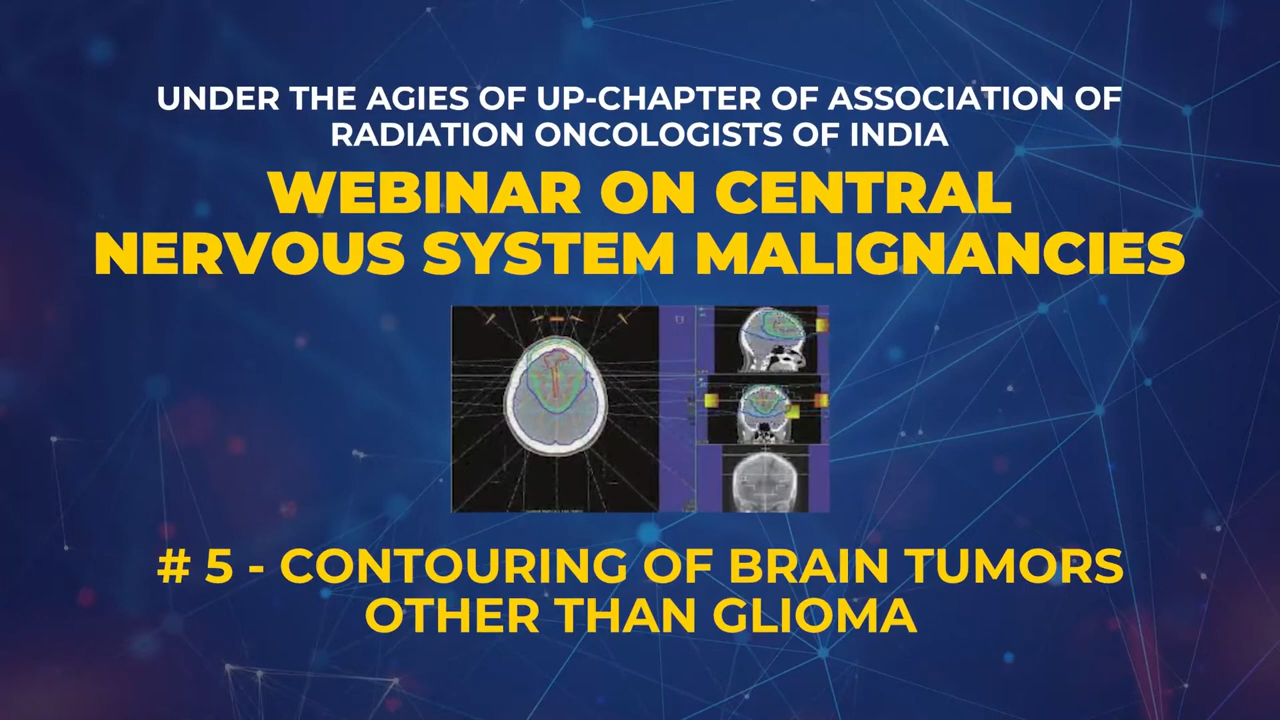 UNDER THE AGIES OF UP-CHAPTER OF ASSOCIATION OF
RADIATION ONCOLOGISTS OF INDIA
WEBINAR ON CENTRAL
NERVOUS SYSTEM MALIGNANCIES
# 5 - CONTOURING OF BRAIN TUMORS
OTHER THAN GLIOMA